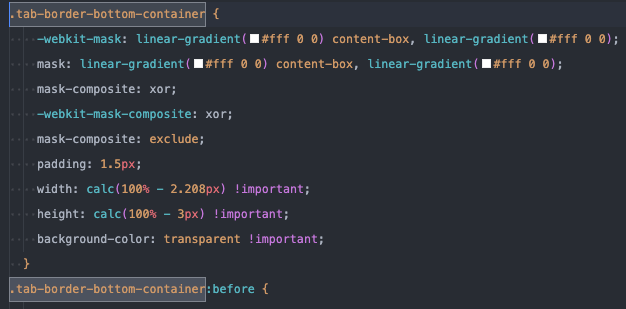 .tab-border-bottom-container {
-webkit-mask: linear-gradient(#fff 0 0) content-box, linear-gradient(#fff 0 0);
mask: linear-gradient(#fff 0 0) content-box, linear-gradient(#fff 0 0);
mask-composite: xor;
-webkit-mask-composite: xor;
mask-composite: exclude;
padding: 1.5px;
width: calc(100% - 2.208px) !important;
height: calc(100% - 3px) !important;
background-color: transparent !important;
}
.tab-border-bottom-container:before {